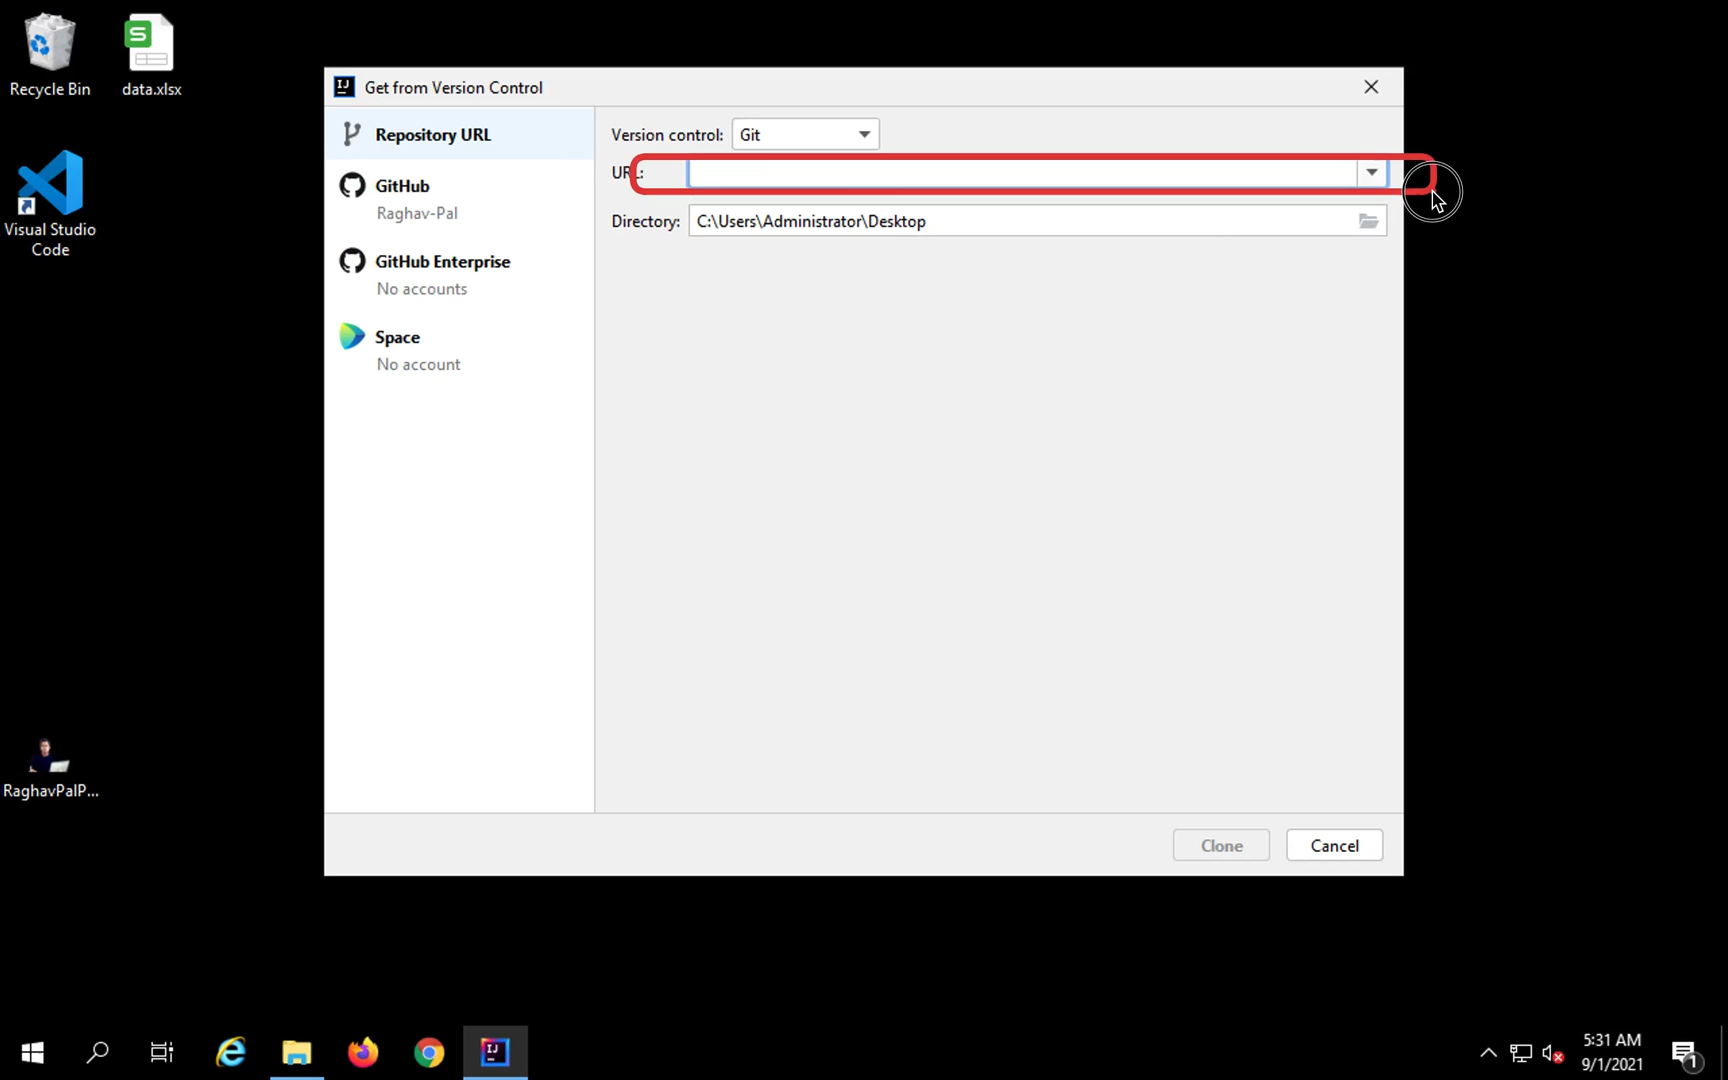 Recycle Bin
data.xlsx
Visual Studio
Code
RaghavPalP...
Get from Version Control
Repository URL
GitHub
Raghav-Pal
GitHub Enterprise
No accounts
Space
No account
Version control: Git
URL:
Directory: C:\Users\Administrator\Desktop
Clone
Cancel
5:31 AM
9/1/2021
1